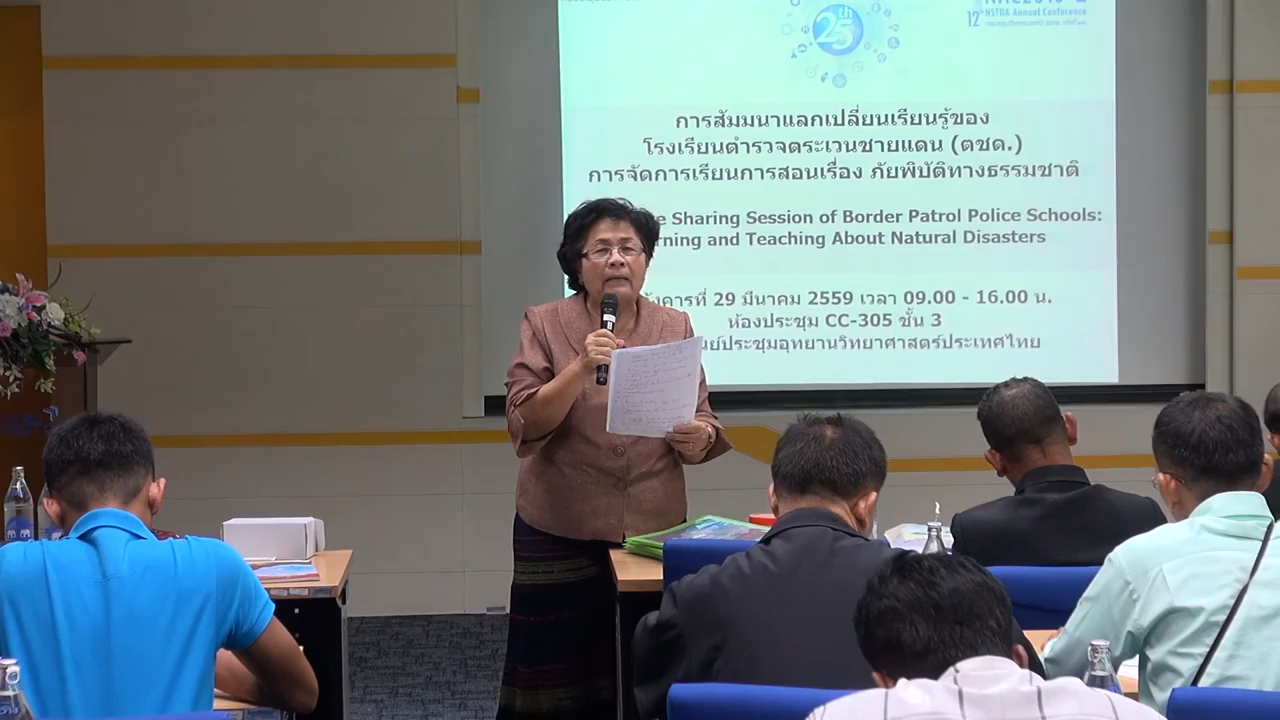 25th
12th NSTDA Annual Conference
การสัมมนาแลกเปลี่ยนเรียนรู้ของ
โรงเรียนตำรวจตระเวนชายแดน (ตชด.)
การจัดการเรียนการสอนเรื่อง ภัยพิบัติทางธรรมชาติ
Sharing Session of Border Patrol Police Schools:
and Teaching About Natural Disasters
29 มีนาคม 2559 เวลา 09.00 - 16.00 น.
ห้องประชุม CC-305 ชั้น 3
ประชุมอุทยานวิทยาศาสตร์ประเทศไทย